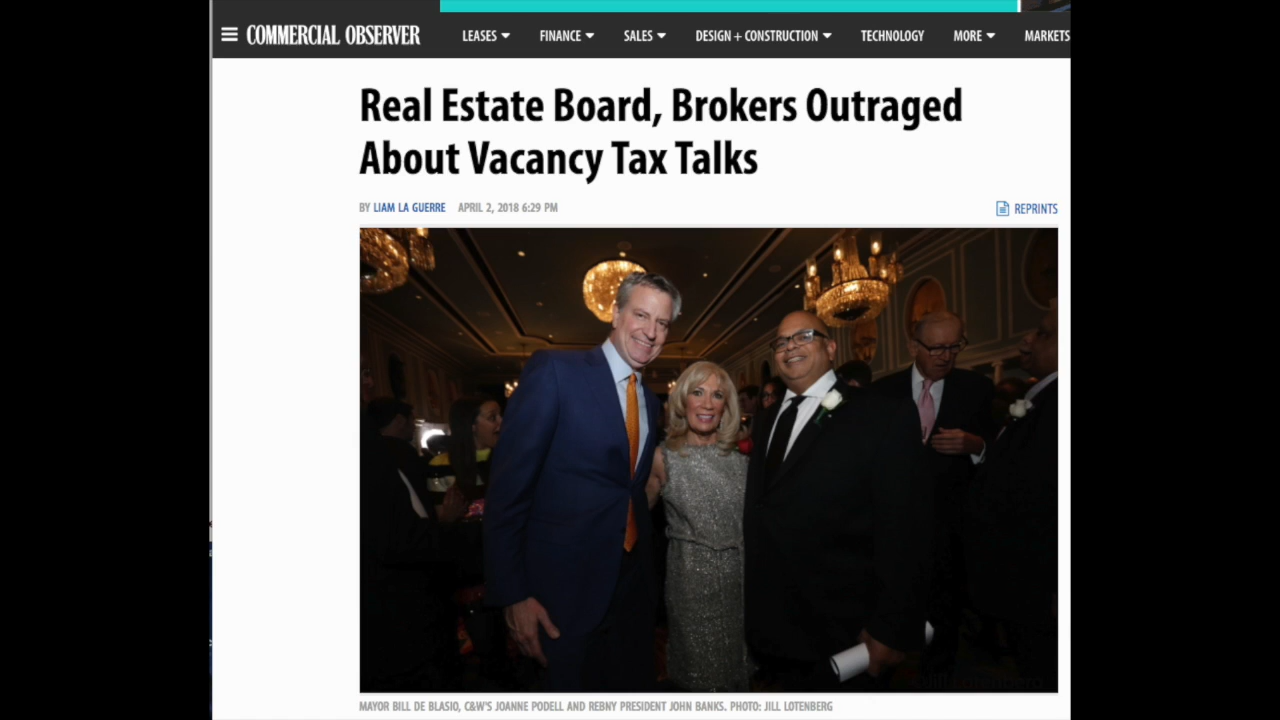 COMMERCIAL OBSERVER LEASES FINANCE SALES DESIGN + CONSTRUCTION TECHNOLOGY MORE MARKETS
Real Estate Board, Brokers Outraged
About Vacancy Tax Talks
BY LIAM LA GUERRE APRIL 2, 2018 6:29 PM REPRINTS
MAYOR BILL DE BLASIO, C&W'S JOANNE PODELL AND REBNY PRESIDENT JOHN BANKS. PHOTO: JILL LOTENBERG